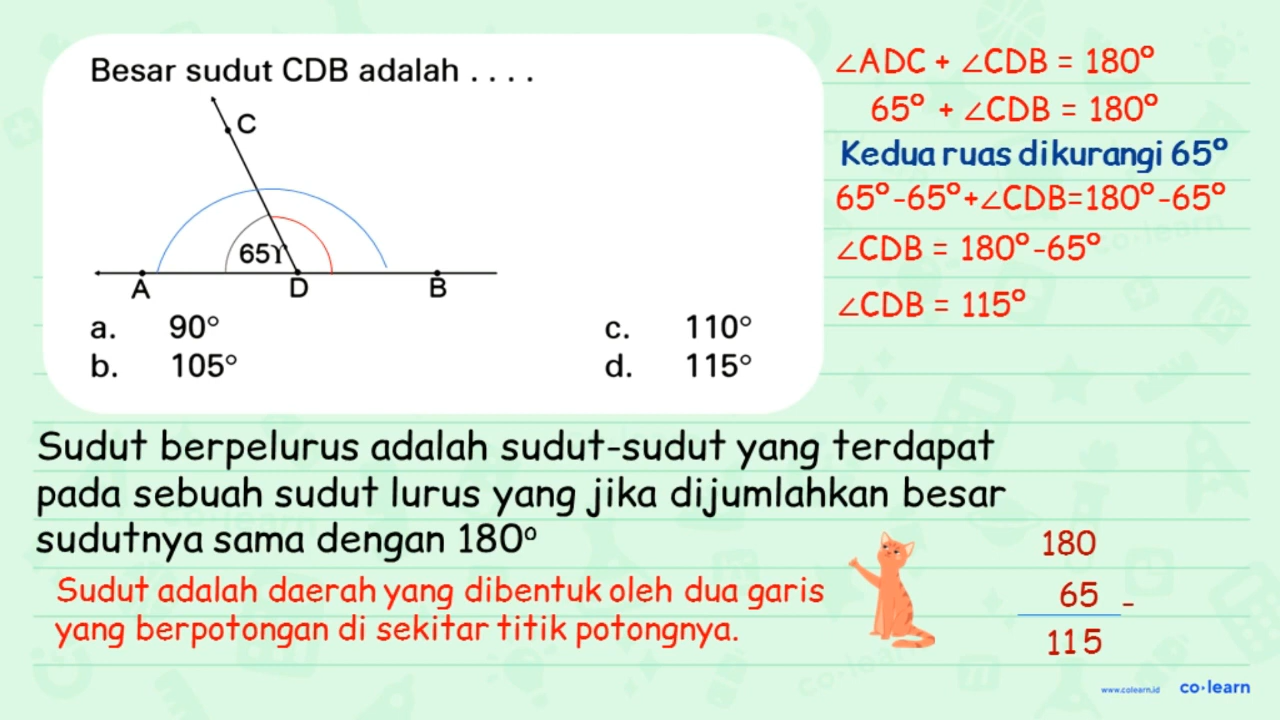 Besar sudut CDB adalah . . . .
C
65ϒ
A D B
a. 90° c. 110°
b. 105° d. 115°
∠ADC + ∠CDB = 180°
65° + ∠CDB = 180°
Kedua ruas dikurangi 65°
65°-65°+∠CDB=180°-65°
∠CDB = 180°-65°
∠CDB = 115°
Sudut berpelurus adalah sudut-sudut yang terdapat
pada sebuah sudut lurus yang jika dijumlahkan besar
sudutnya sama dengan 180°
Sudut adalah daerah yang dibentuk oleh dua garis
yang berpotongan di sekitar titik potongnya.
180
65 -
115
www.colearn.id co·learn